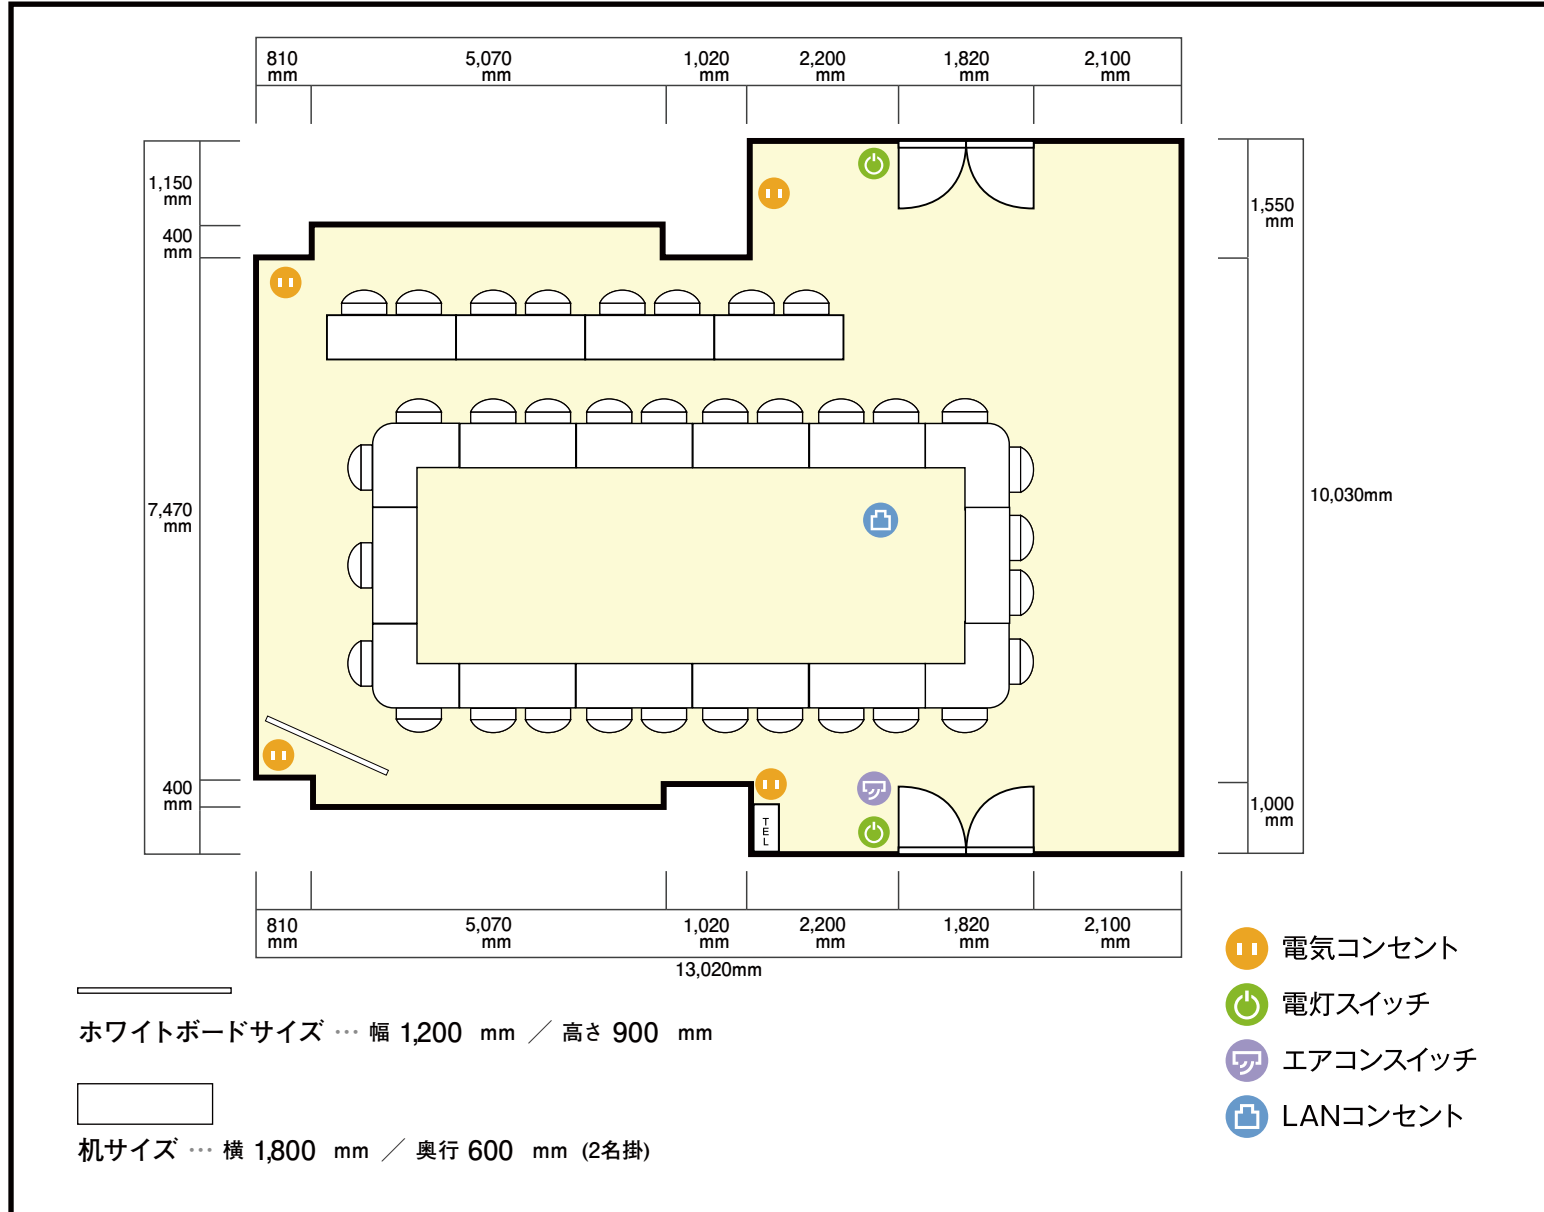 810 mm
5,070 mm
1,020 mm
2,200 mm
1,820 mm
2,100 mm
1,150 mm
400 mm
7,470 mm
400 mm
1,550 mm
10,030mm
1,000 mm
TEL
810 mm
5,070 mm
1,020 mm
2,200 mm
1,820 mm
2,100 mm
13,020mm
ホワイトボードサイズ … 幅 1,200 mm ／ 高さ 900 mm
机サイズ … 横 1,800 mm ／ 奥行 600 mm (2名掛)
電気コンセント
電灯スイッチ
エアコンスイッチ
LANコンセント